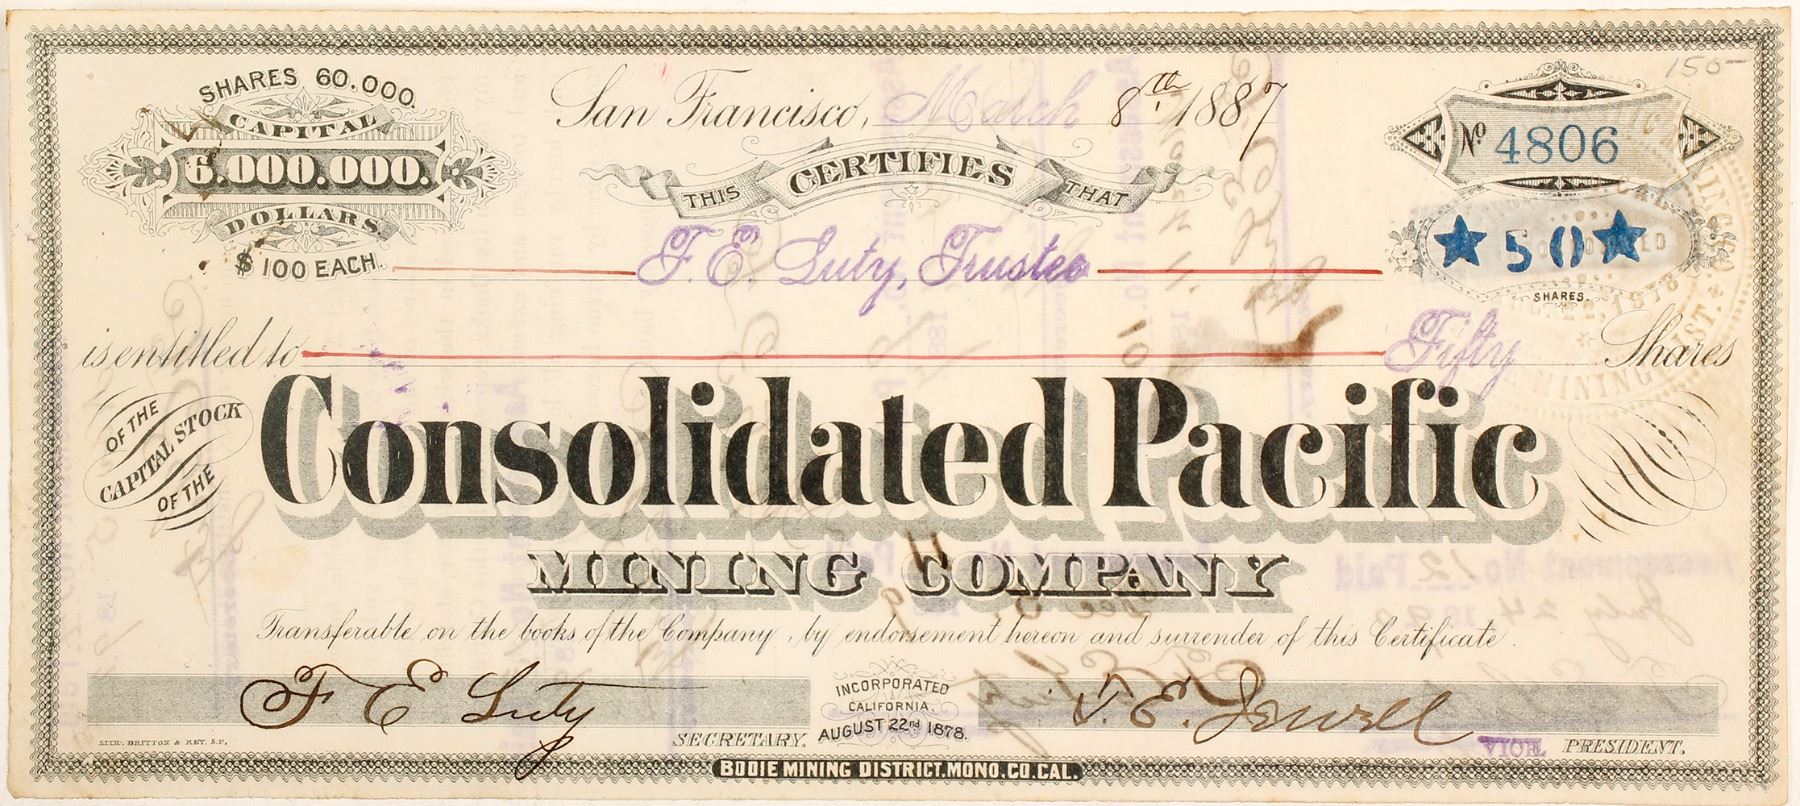 SHARES 60.000.
CAPITAL
6.000.000.
DOLLARS.
$100 EACH.
San Francisco, March 8th 1887
150
No 4806
THIS CERTIFIES THAT
★ 50 ★
SHARES.
F. E. Luty, Trustee
is entitled to Fifty Shares
OF THE
CAPITAL STOCK
OF THE
Consolidated Pacific
MINING COMPANY
Transferable on the books of the Company, by endorsement hereon and surrender of this Certificate.
F E Luty
SECRETARY.
INCORPORATED
CALIFORNIA.
AUGUST 22nd 1878.
T. E. Jewell
VICE PRESIDENT.
LITH. BRITTON & REY. S.F.
BODIE MINING DISTRICT. MONO. CO. CAL.